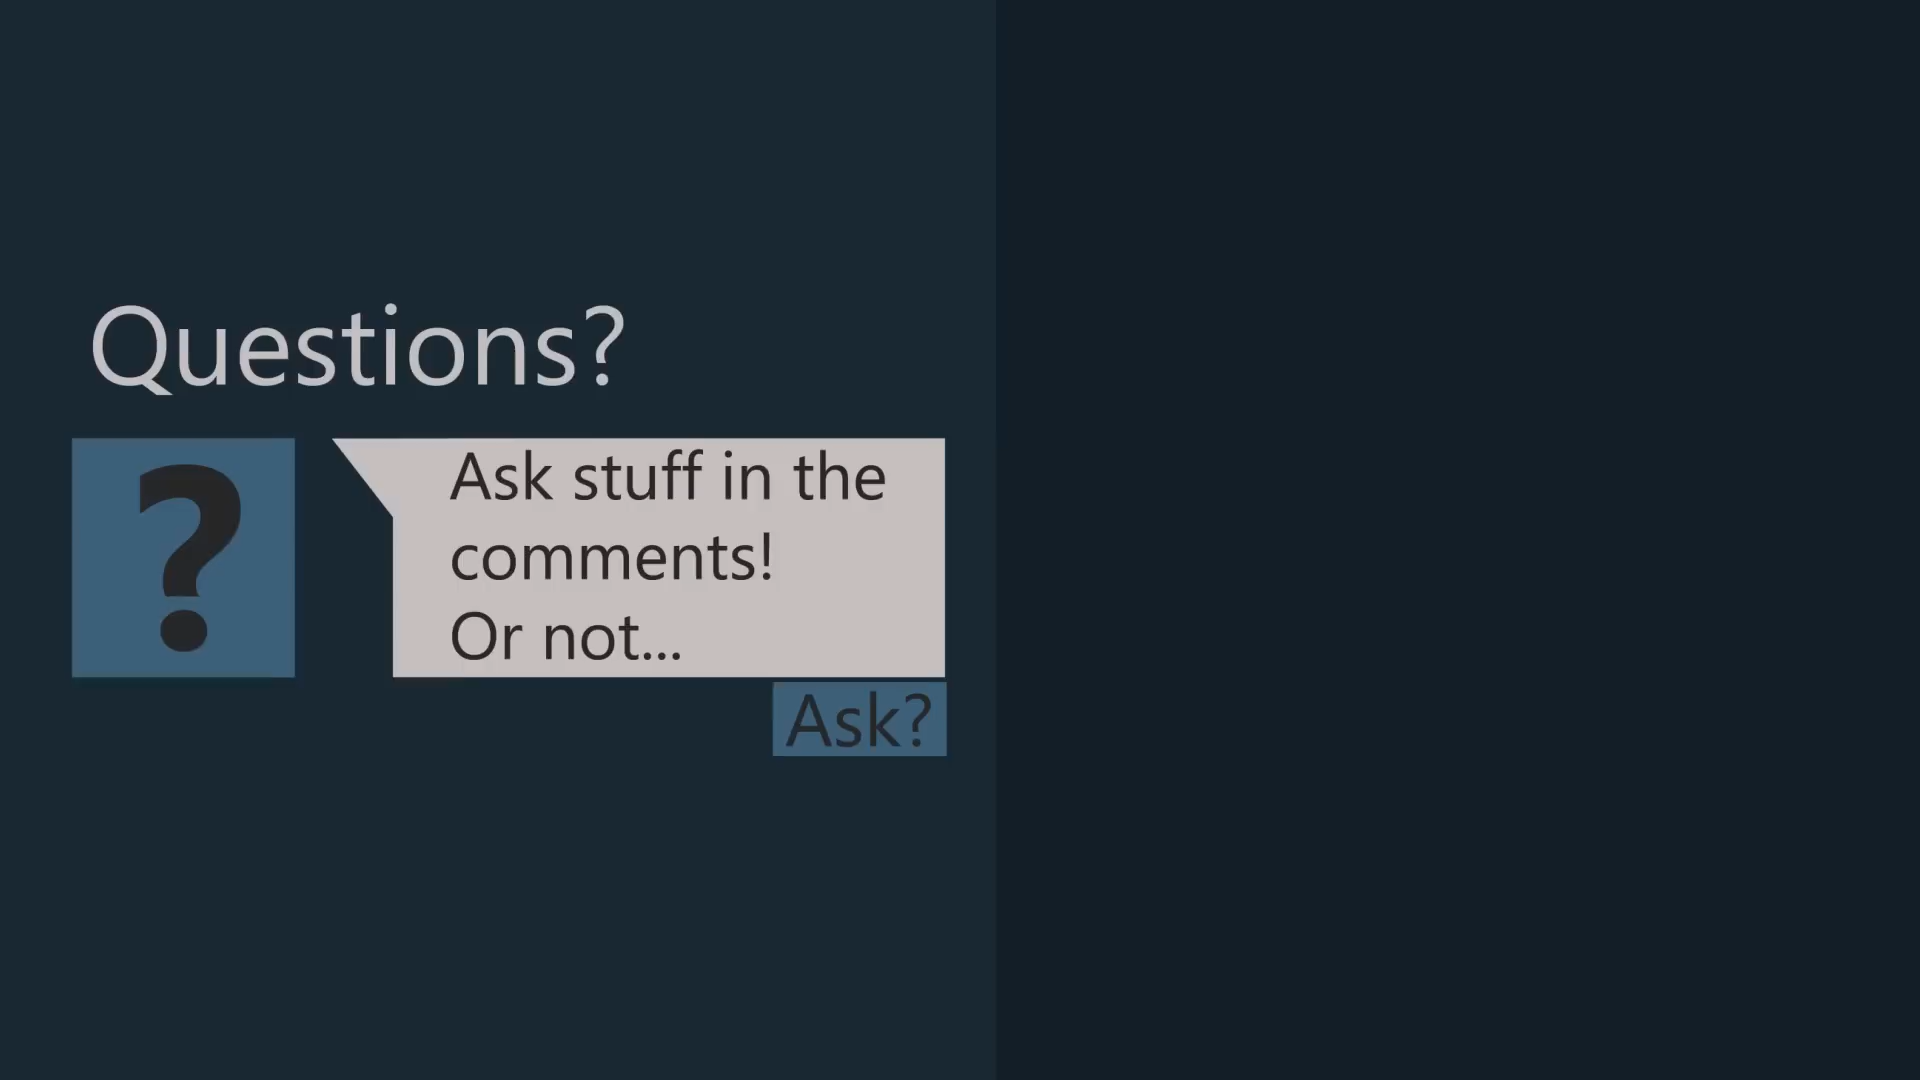 Questions?
?
Ask stuff in the
comments!
Or not...
Ask?